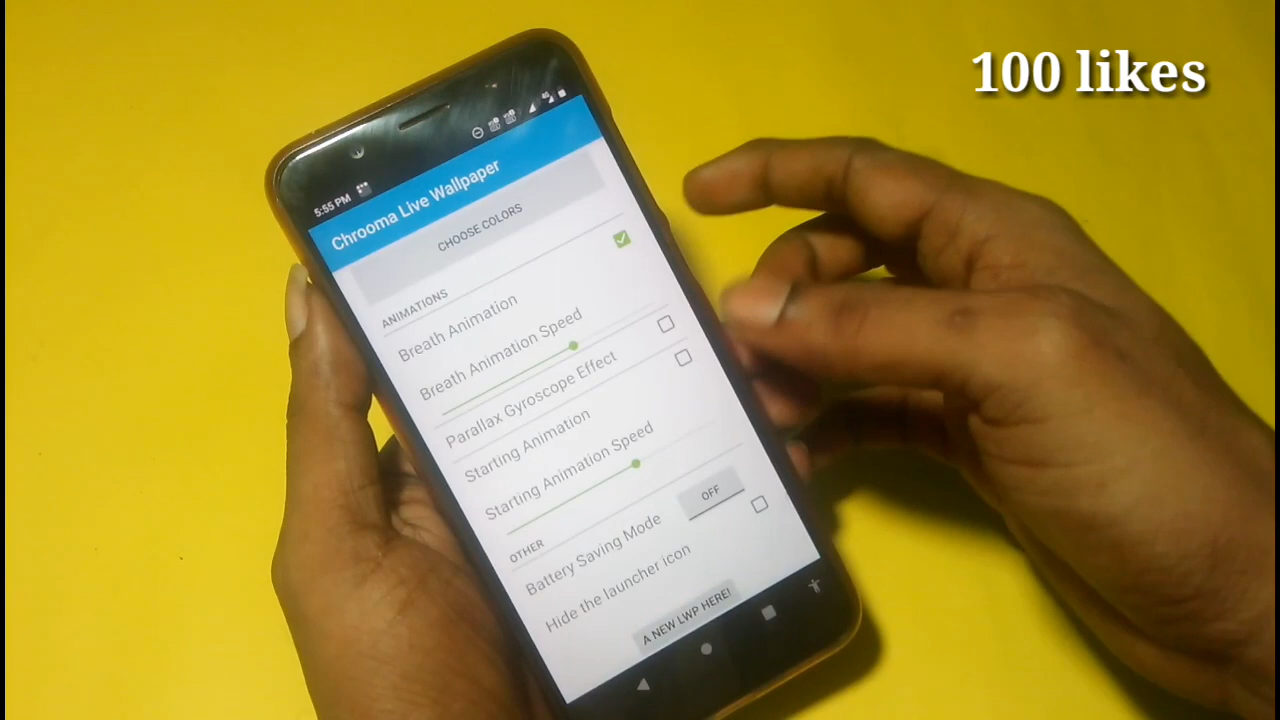 100 likes
5:55 PM
Chrooma Live Wallpaper
CHOOSE COLORS
ANIMATIONS
Breath Animation
Breath Animation Speed
Parallax Gyroscope Effect
Starting Animation
Starting Animation Speed
OTHER
Battery Saving Mode
OFF
Hide the launcher icon
A NEW LWP HERE!